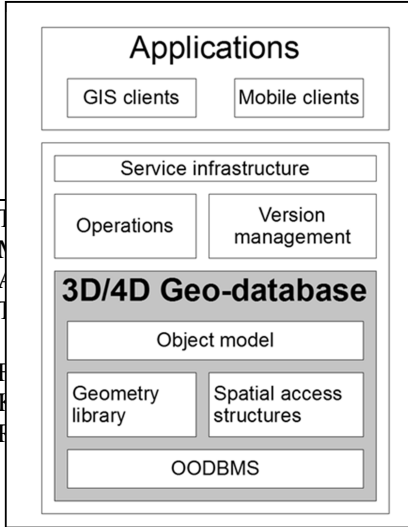 Applications
GIS clients
Mobile clients
Service infrastructure
Operations
Version
management
3D/4D Geo-database
Object model
Geometry
library
Spatial access
structures
OODBMS